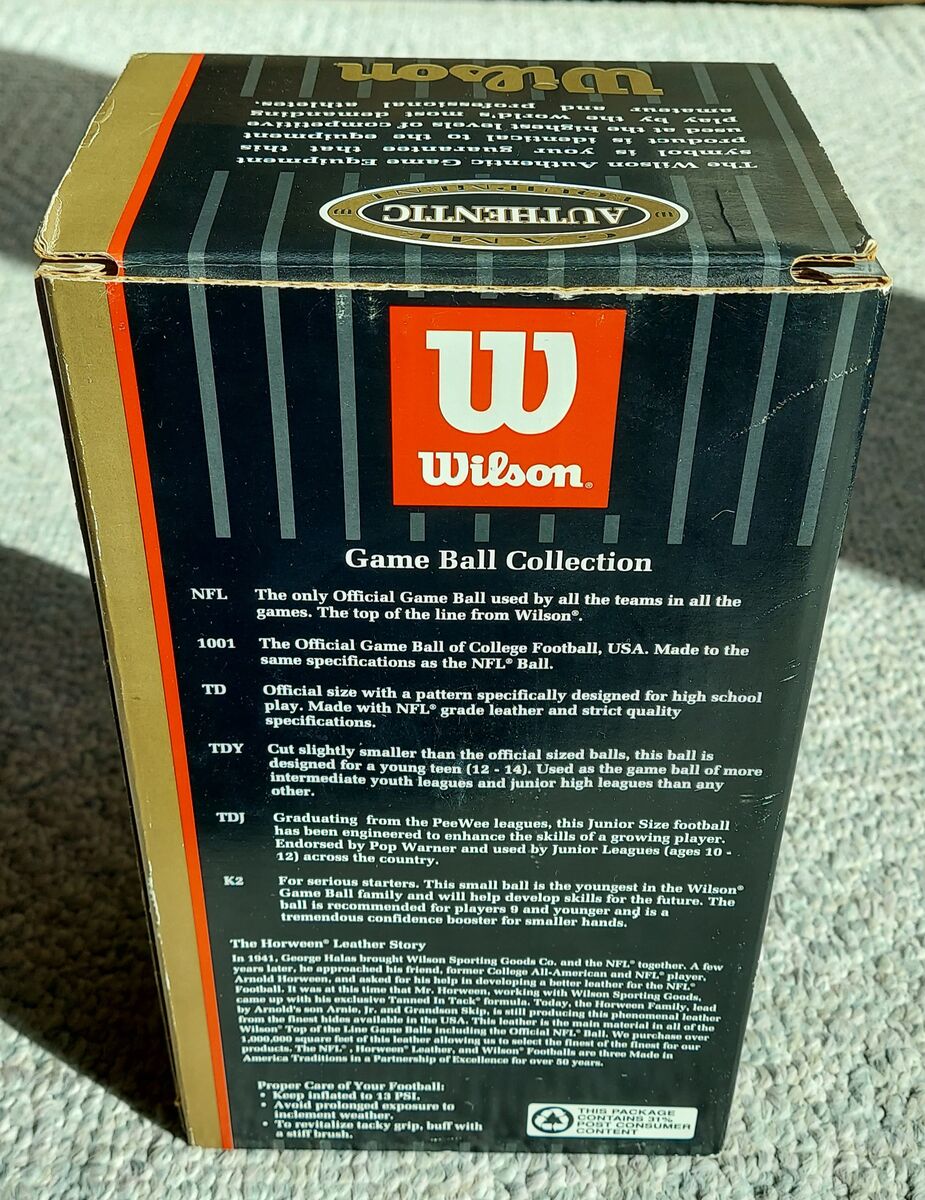 Wilson
The Wilson Authentic Game Equipment
symbol is your guarantee that this
product is identical to the equipment
used at the highest levels of competitive
play by the world's most demanding
amateur and professional athletes.
GAME
AUTHENTIC
EQUIPMENT
W
Wilson®
Game Ball Collection
NFL The only Official Game Ball used by all the teams in all the
games. The top of the line from Wilson®.
1001 The Official Game Ball of College Football, USA. Made to the
same specifications as the NFL® Ball.
TD Official size with a pattern specifically designed for high school
play. Made with NFL® grade leather and strict quality
specifications.
TDY Cut slightly smaller than the official sized balls, this ball is
designed for a young teen (12 - 14). Used as the game ball of more
intermediate youth leagues and junior high leagues than any
other.
TDJ Graduating from the PeeWee leagues, this Junior Size football
has been engineered to enhance the skills of a growing player.
Endorsed by Pop Warner and used by Junior Leagues (ages 10 -
12) across the country.
K2 For serious starters. This small ball is the youngest in the Wilson®
Game Ball family and will help develop skills for the future. The
ball is recommended for players 9 and younger and is a
tremendous confidence booster for smaller hands.
The Horween® Leather Story
In 1941, George Halas brought Wilson Sporting Goods Co. and the NFL® together. A few
years later, he approached his friend, former College All-American and NFL® player,
Arnold Horween, and asked for his help in developing a better leather for the NFL®
Football. It was at this time that Mr. Horween, working with Wilson Sporting Goods,
came up with his exclusive Tanned In Tack® formula. Today, the Horween Family, lead
by Arnold's son Arnie, Jr. and Grandson Skip, is still producing this phenomenal leather
from the finest hides available in the USA. This leather is the main material in all of the
Wilson® Top of the Line Game Balls including the Official NFL® Ball. We purchase over
1,000,000 square feet of this leather allowing us to select the finest of the finest for our
products. The NFL®, Horween® Leather, and Wilson® Footballs are three Made in
America Traditions in a Partnership of Excellence for over 50 years.
Proper Care of Your Football:
• Keep inflated to 13 PSI.
• Avoid prolonged exposure to
inclement weather.
• To revitalize tacky grip, buff with
a stiff brush.
THIS PACKAGE
CONTAINS 31%
POST CONSUMER
CONTENT